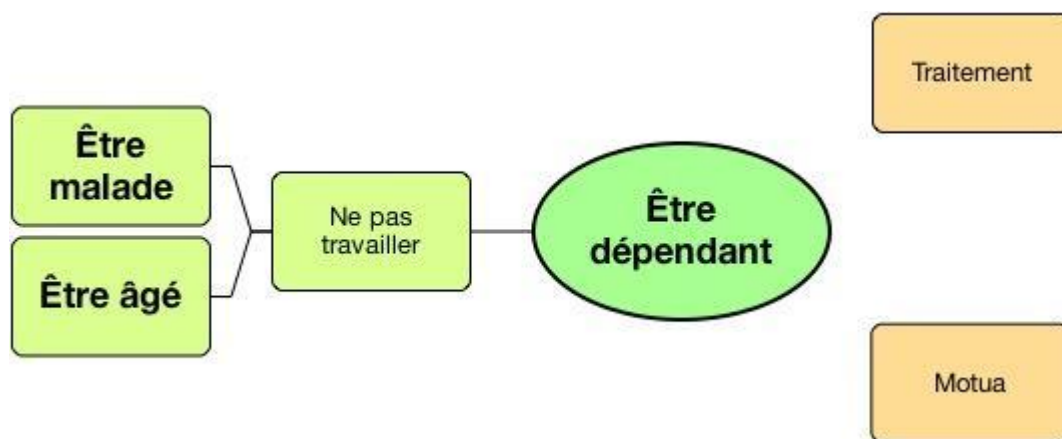 Être
malade
Être âgé
Ne pas
travailler
Être
dépendant
Traitement
Motua